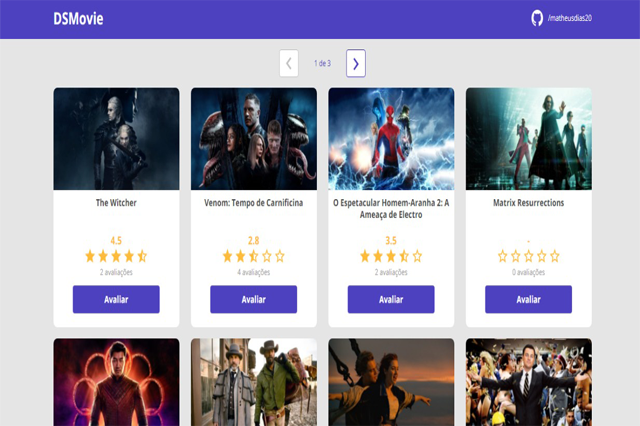 DSMovie
/matheusdias20
1 de 3
The Witcher
Venom: Tempo de Carnificina
O Espetacular Homem-Aranha 2: A
Ameaça de Electro
Matrix Resurrections
4.5
2.8
3.5
-
2 avaliações
4 avaliações
2 avaliações
0 avaliações
Avaliar
Avaliar
Avaliar
Avaliar